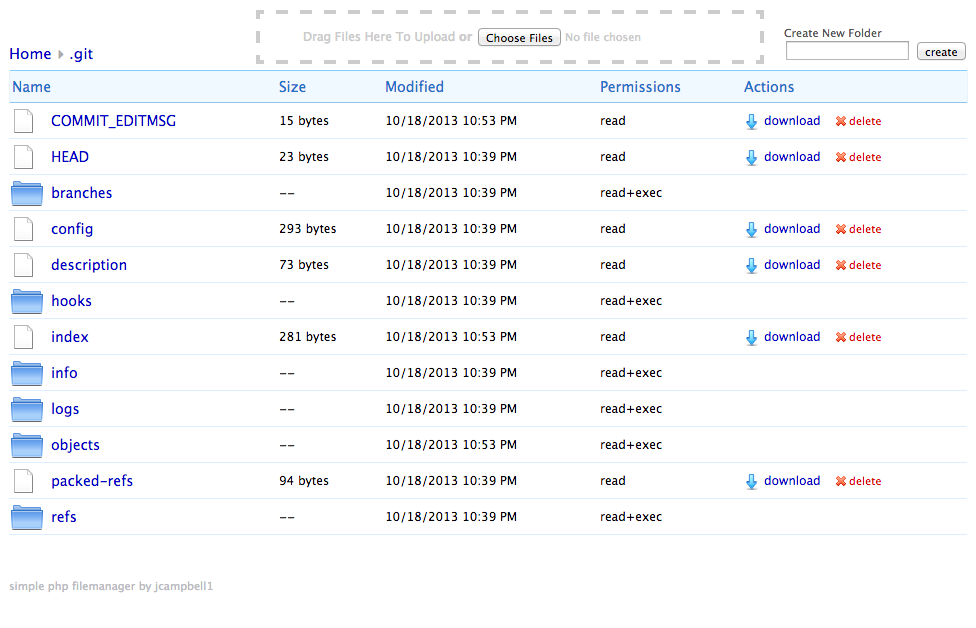 Drag Files Here To Upload or Choose Files No file chosen
Create New Folder
create
Home .git
Name Size Modified Permissions Actions
COMMIT_EDITMSG 15 bytes 10/18/2013 10:53 PM read download delete
HEAD 23 bytes 10/18/2013 10:39 PM read download delete
branches -- 10/18/2013 10:39 PM read+exec
config 293 bytes 10/18/2013 10:39 PM read download delete
description 73 bytes 10/18/2013 10:39 PM read download delete
hooks -- 10/18/2013 10:39 PM read+exec
index 281 bytes 10/18/2013 10:53 PM read download delete
info -- 10/18/2013 10:39 PM read+exec
logs -- 10/18/2013 10:39 PM read+exec
objects -- 10/18/2013 10:53 PM read+exec
packed-refs 94 bytes 10/18/2013 10:39 PM read download delete
refs -- 10/18/2013 10:39 PM read+exec
simple php filemanager by jcampbell1